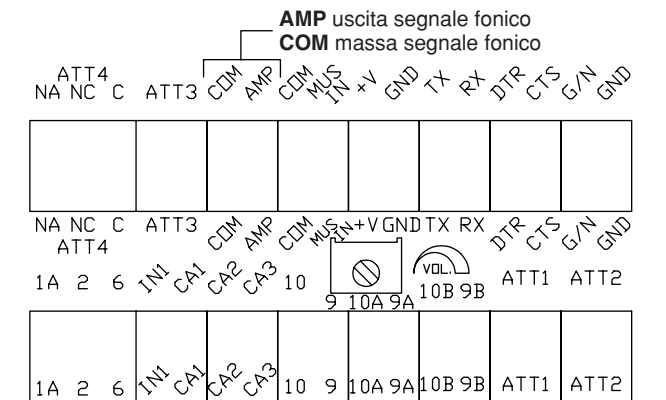 AMP uscita segnale fonico
COM massa segnale fonico
ATT4
NA NC C ATT3 COM AMP COM MUS IN +V GND TX RX DTR CTS G/N GND
NA NC C ATT3 COM AMP COM MUS IN +V GND TX RX DTR CTS G/N GND
ATT4
1A 2 6 IN1 CA1 CA2 CA3 10 9 10A 9A VOL. 10B 9B ATT1 ATT2
1A 2 6 IN1 CA1 CA2 CA3 10 9 10A 9A 10B 9B ATT1 ATT2